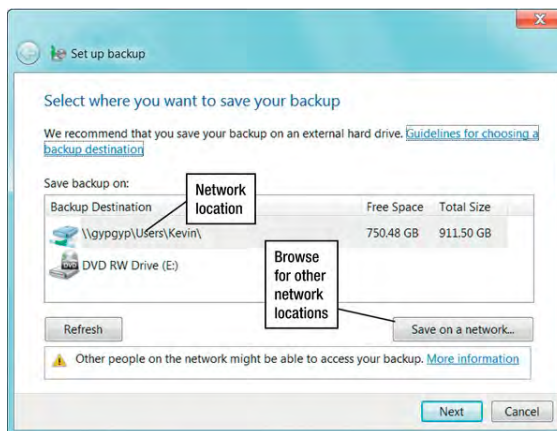 X
Set up backup
Select where you want to save your backup
We recommend that you save your backup on an external hard drive. Guidelines for choosing a
backup destination
Save backup on:
Network
location
Backup Destination Free Space Total Size
\\gypgyp\Users\Kevin\ 750.48 GB 911.50 GB
DVD DVD RW Drive (E:)
Browse
for other
network
locations
Refresh Save on a network...
Other people on the network might be able to access your backup. More information
Next Cancel